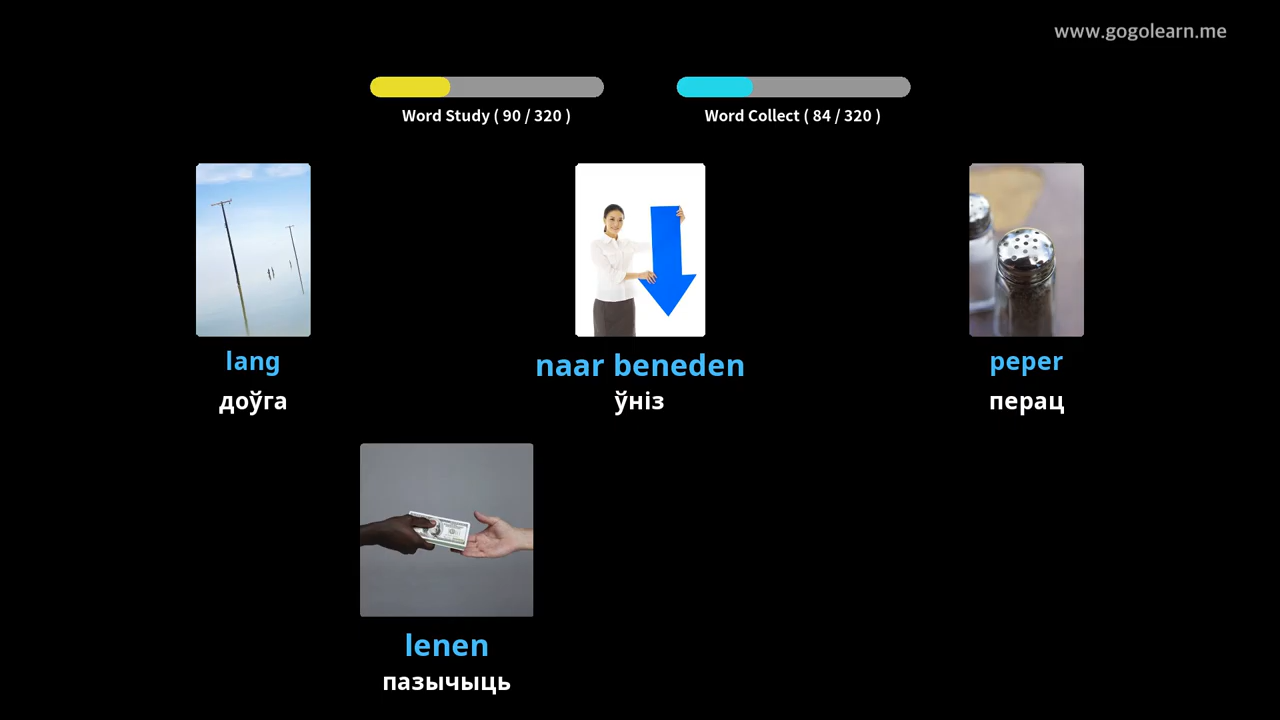 www.gogolearn.me
Word Study ( 90 / 320 )
Word Collect ( 84 / 320 )
lang
доўга
naar beneden
ўніз
peper
перац
lenen
пазычыць